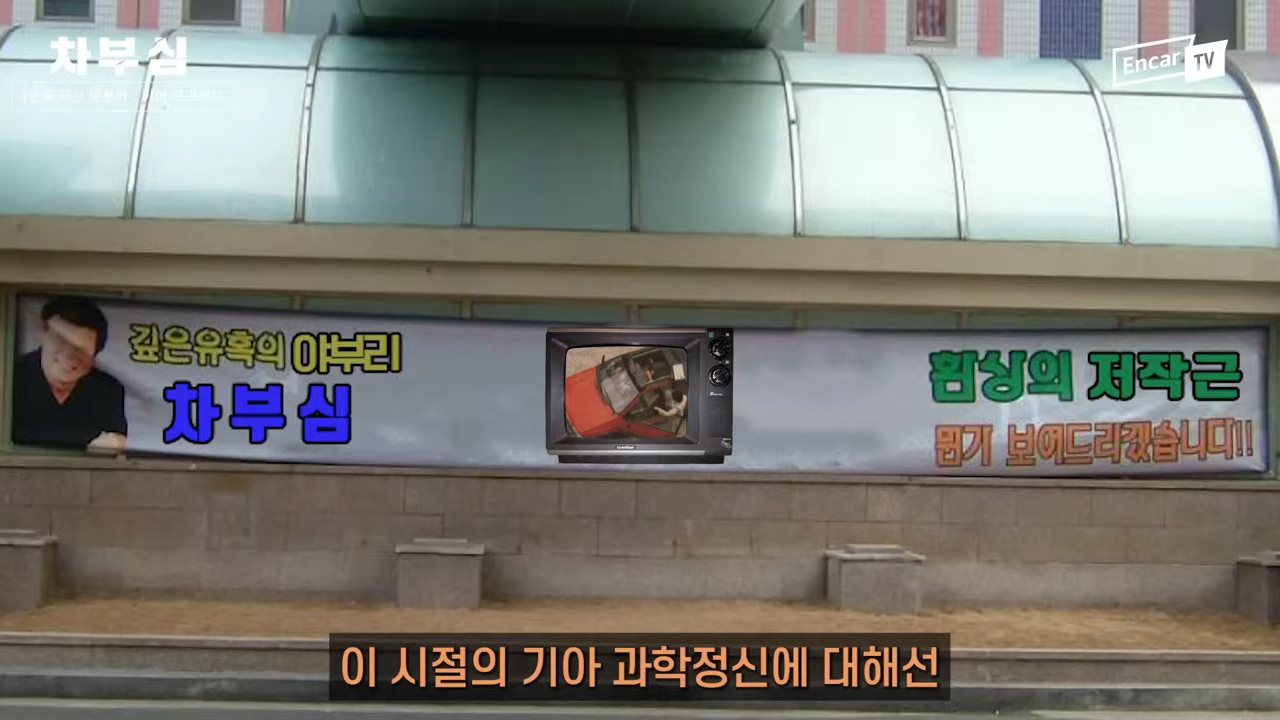 차부심
Encar TV
깊은유혹의 야부리
차부심
환상의 저작근
뭔가 보여드리겠습니다!!
이 시절의 기아 과학정신에 대해선